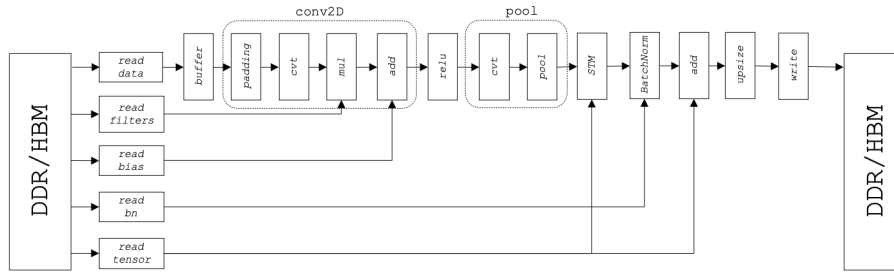 conv2D
pool
DDR/HBM
read
data
buffer
padding
cvt
mul
add
relu
cvt
pool
STM
BatchNorm
add
upsize
write
DDR/HBM
read
filters
read
bias
read
bn
read
tensor